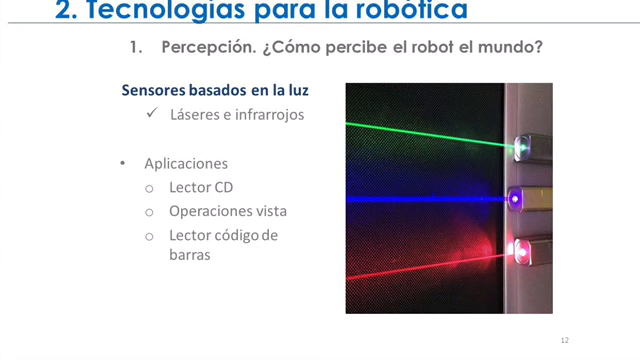 2. Tecnologías para la robótica
1. Percepción. ¿Cómo percibe el robot el mundo?
Sensores basados en la luz
✓ Láseres e infrarrojos
• Aplicaciones
o Lector CD
o Operaciones vista
o Lector código de
barras
12